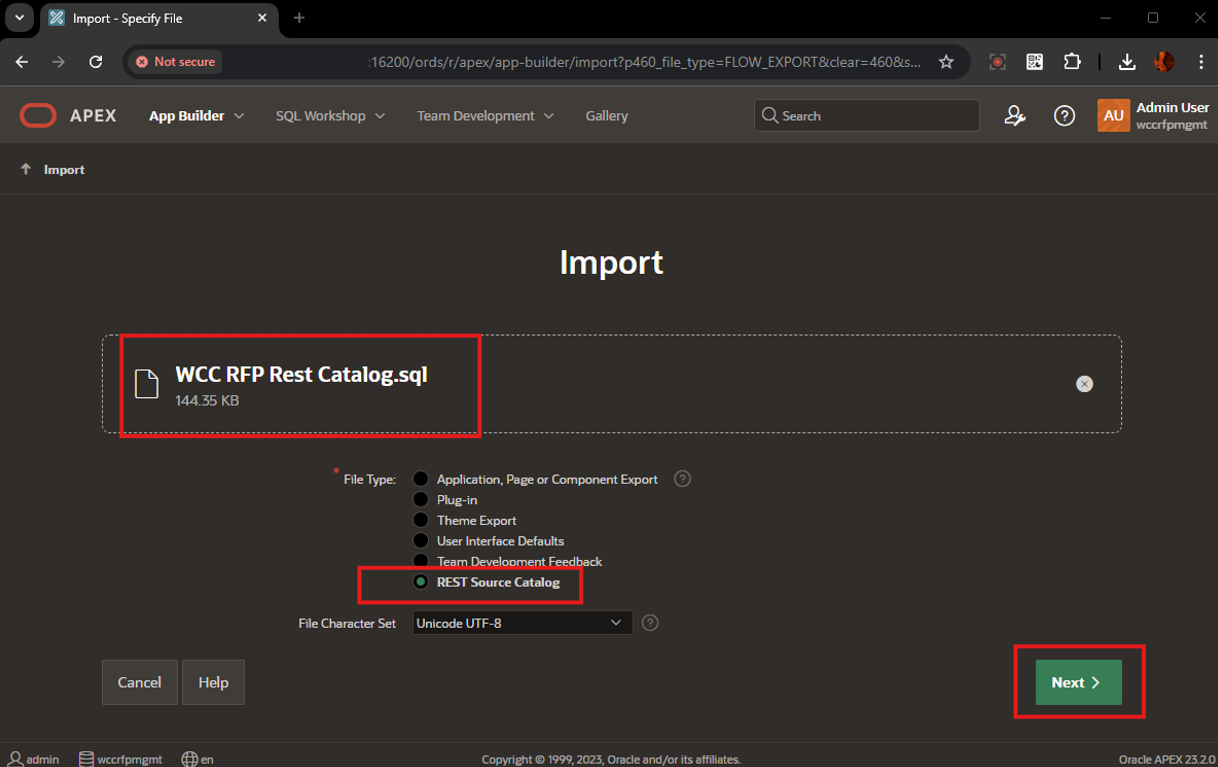 Import - Specify File
Not secure
:16200/ords/r/apex/app-builder/import?p460_file_type=FLOW_EXPORT&clear=460&s...
APEX App Builder SQL Workshop Team Development Gallery Search AU Admin User
wccrfpmgmt
Import
Import
WCC RFP Rest Catalog.sql
144.35 KB
* File Type: Application, Page or Component Export ?
Plug-in
Theme Export
User Interface Defaults
Team Development Feedback
REST Source Catalog
File Character Set Unicode UTF-8 ?
Cancel Help Next
admin wccrfpmgmt en Copyright © 1999, 2023, Oracle and/or its affiliates. Oracle APEX 23.2.0